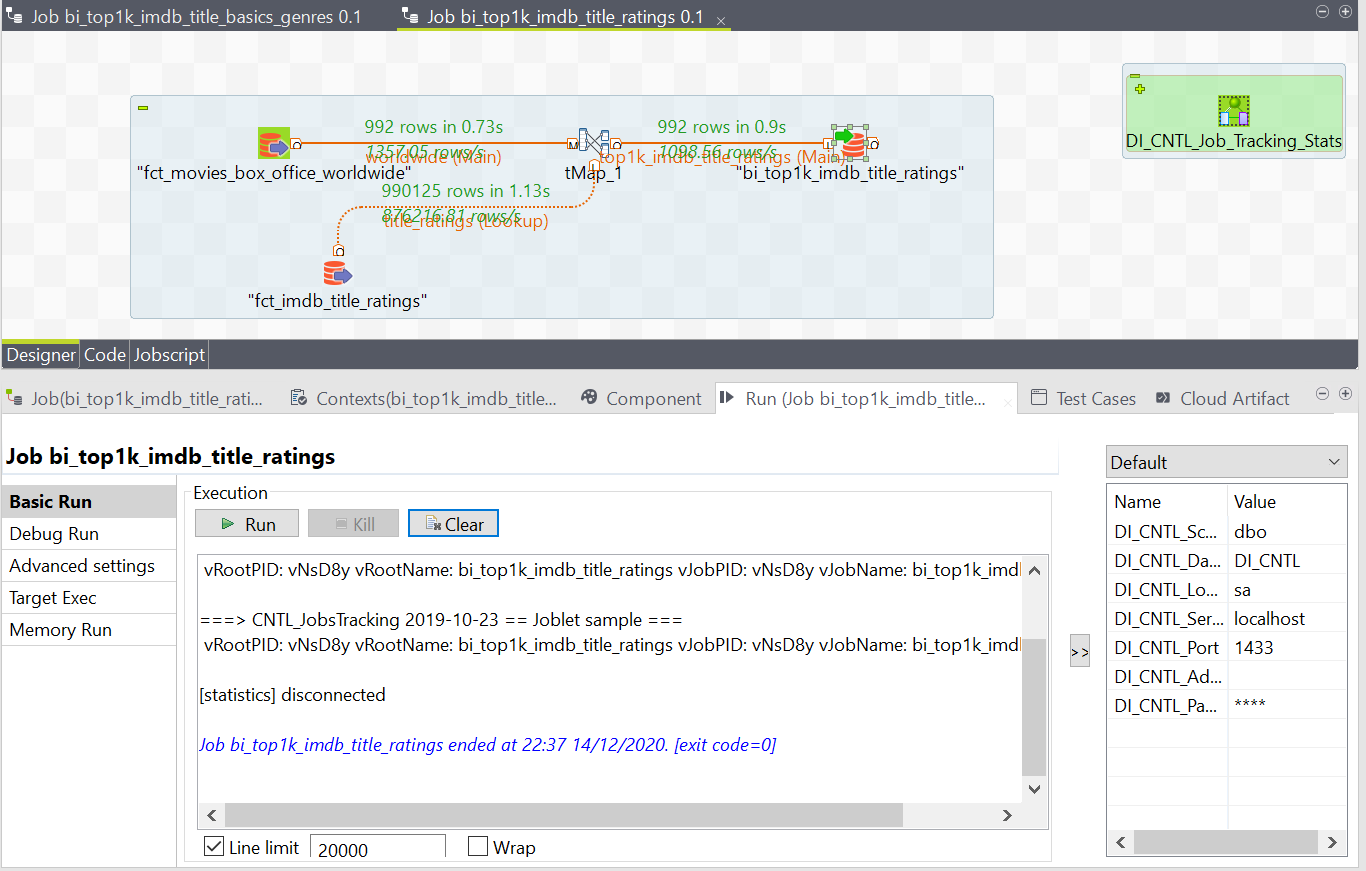 Job bi_top1k_imdb_title_basics_genres 0.1
Job bi_top1k_imdb_title_ratings 0.1
992 rows in 0.73s
1357.05 rows/s
worldwide (Main)
992 rows in 0.9s
1098.56 rows/s
top1k_imdb_title_ratings (Main)
"fct_movies_box_office_worldwide"
tMap_1
"bi_top1k_imdb_title_ratings"
990125 rows in 1.13s
876216.81 rows/s
title_ratings (Lookup)
"fct_imdb_title_ratings"
DI_CNTL_Job_Tracking_Stats
Designer Code Jobscript
Job(bi_top1k_imdb_title_rati...
Contexts(bi_top1k_imdb_title...
Component
Run (Job bi_top1k_imdb_title...
Test Cases
Cloud Artifact
Job bi_top1k_imdb_title_ratings
Basic Run
Debug Run
Advanced settings
Target Exec
Memory Run
Execution
Run
Kill
Clear
vRootPID: vNsD8y vRootName: bi_top1k_imdb_title_ratings vJobPID: vNsD8y vJobName: bi_top1k_imdl
===> CNTL_JobsTracking 2019-10-23 == Joblet sample ===
vRootPID: vNsD8y vRootName: bi_top1k_imdb_title_ratings vJobPID: vNsD8y vJobName: bi_top1k_imdl
[statistics] disconnected
Job bi_top1k_imdb_title_ratings ended at 22:37 14/12/2020. [exit code=0]
Line limit
20000
Wrap
>>
Default
Name Value
DI_CNTL_Sc... dbo
DI_CNTL_Da... DI_CNTL
DI_CNTL_Lo... sa
DI_CNTL_Ser... localhost
DI_CNTL_Port 1433
DI_CNTL_Ad...
DI_CNTL_Pa... ****